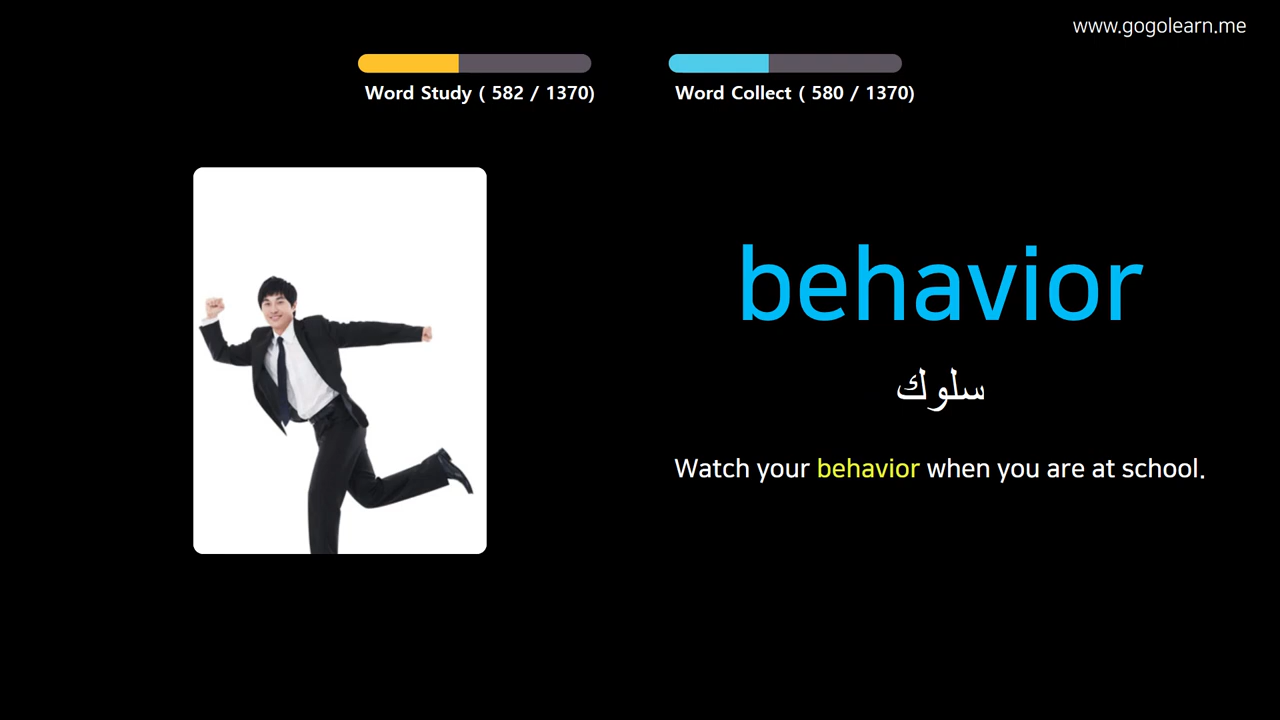 www.gogolearn.me
Word Study ( 582 / 1370)
Word Collect ( 580 / 1370)
behavior
سلوك
Watch your behavior when you are at school.